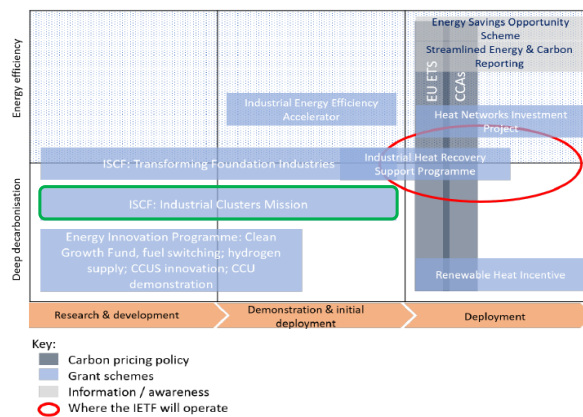 Energy efficiency
Deep decarbonisation
Energy Savings Opportunity
Scheme
Streamlined Energy & Carbon
Reporting
EU ETS
CCAs
Industrial Energy Efficiency
Accelerator
Heat Networks Investment
Project
ISCF: Transforming Foundation Industries
Industrial Heat Recovery
Support Programme
ISCF: Industrial Clusters Mission
Energy Innovation Programme: Clean
Growth Fund, fuel switching; hydrogen
supply; CCUS innovation; CCU
demonstration
Renewable Heat Incentive
Research & development
Demonstration & initial
deployment
Deployment
Key:
Carbon pricing policy
Grant schemes
Information / awareness
Where the IETF will operate